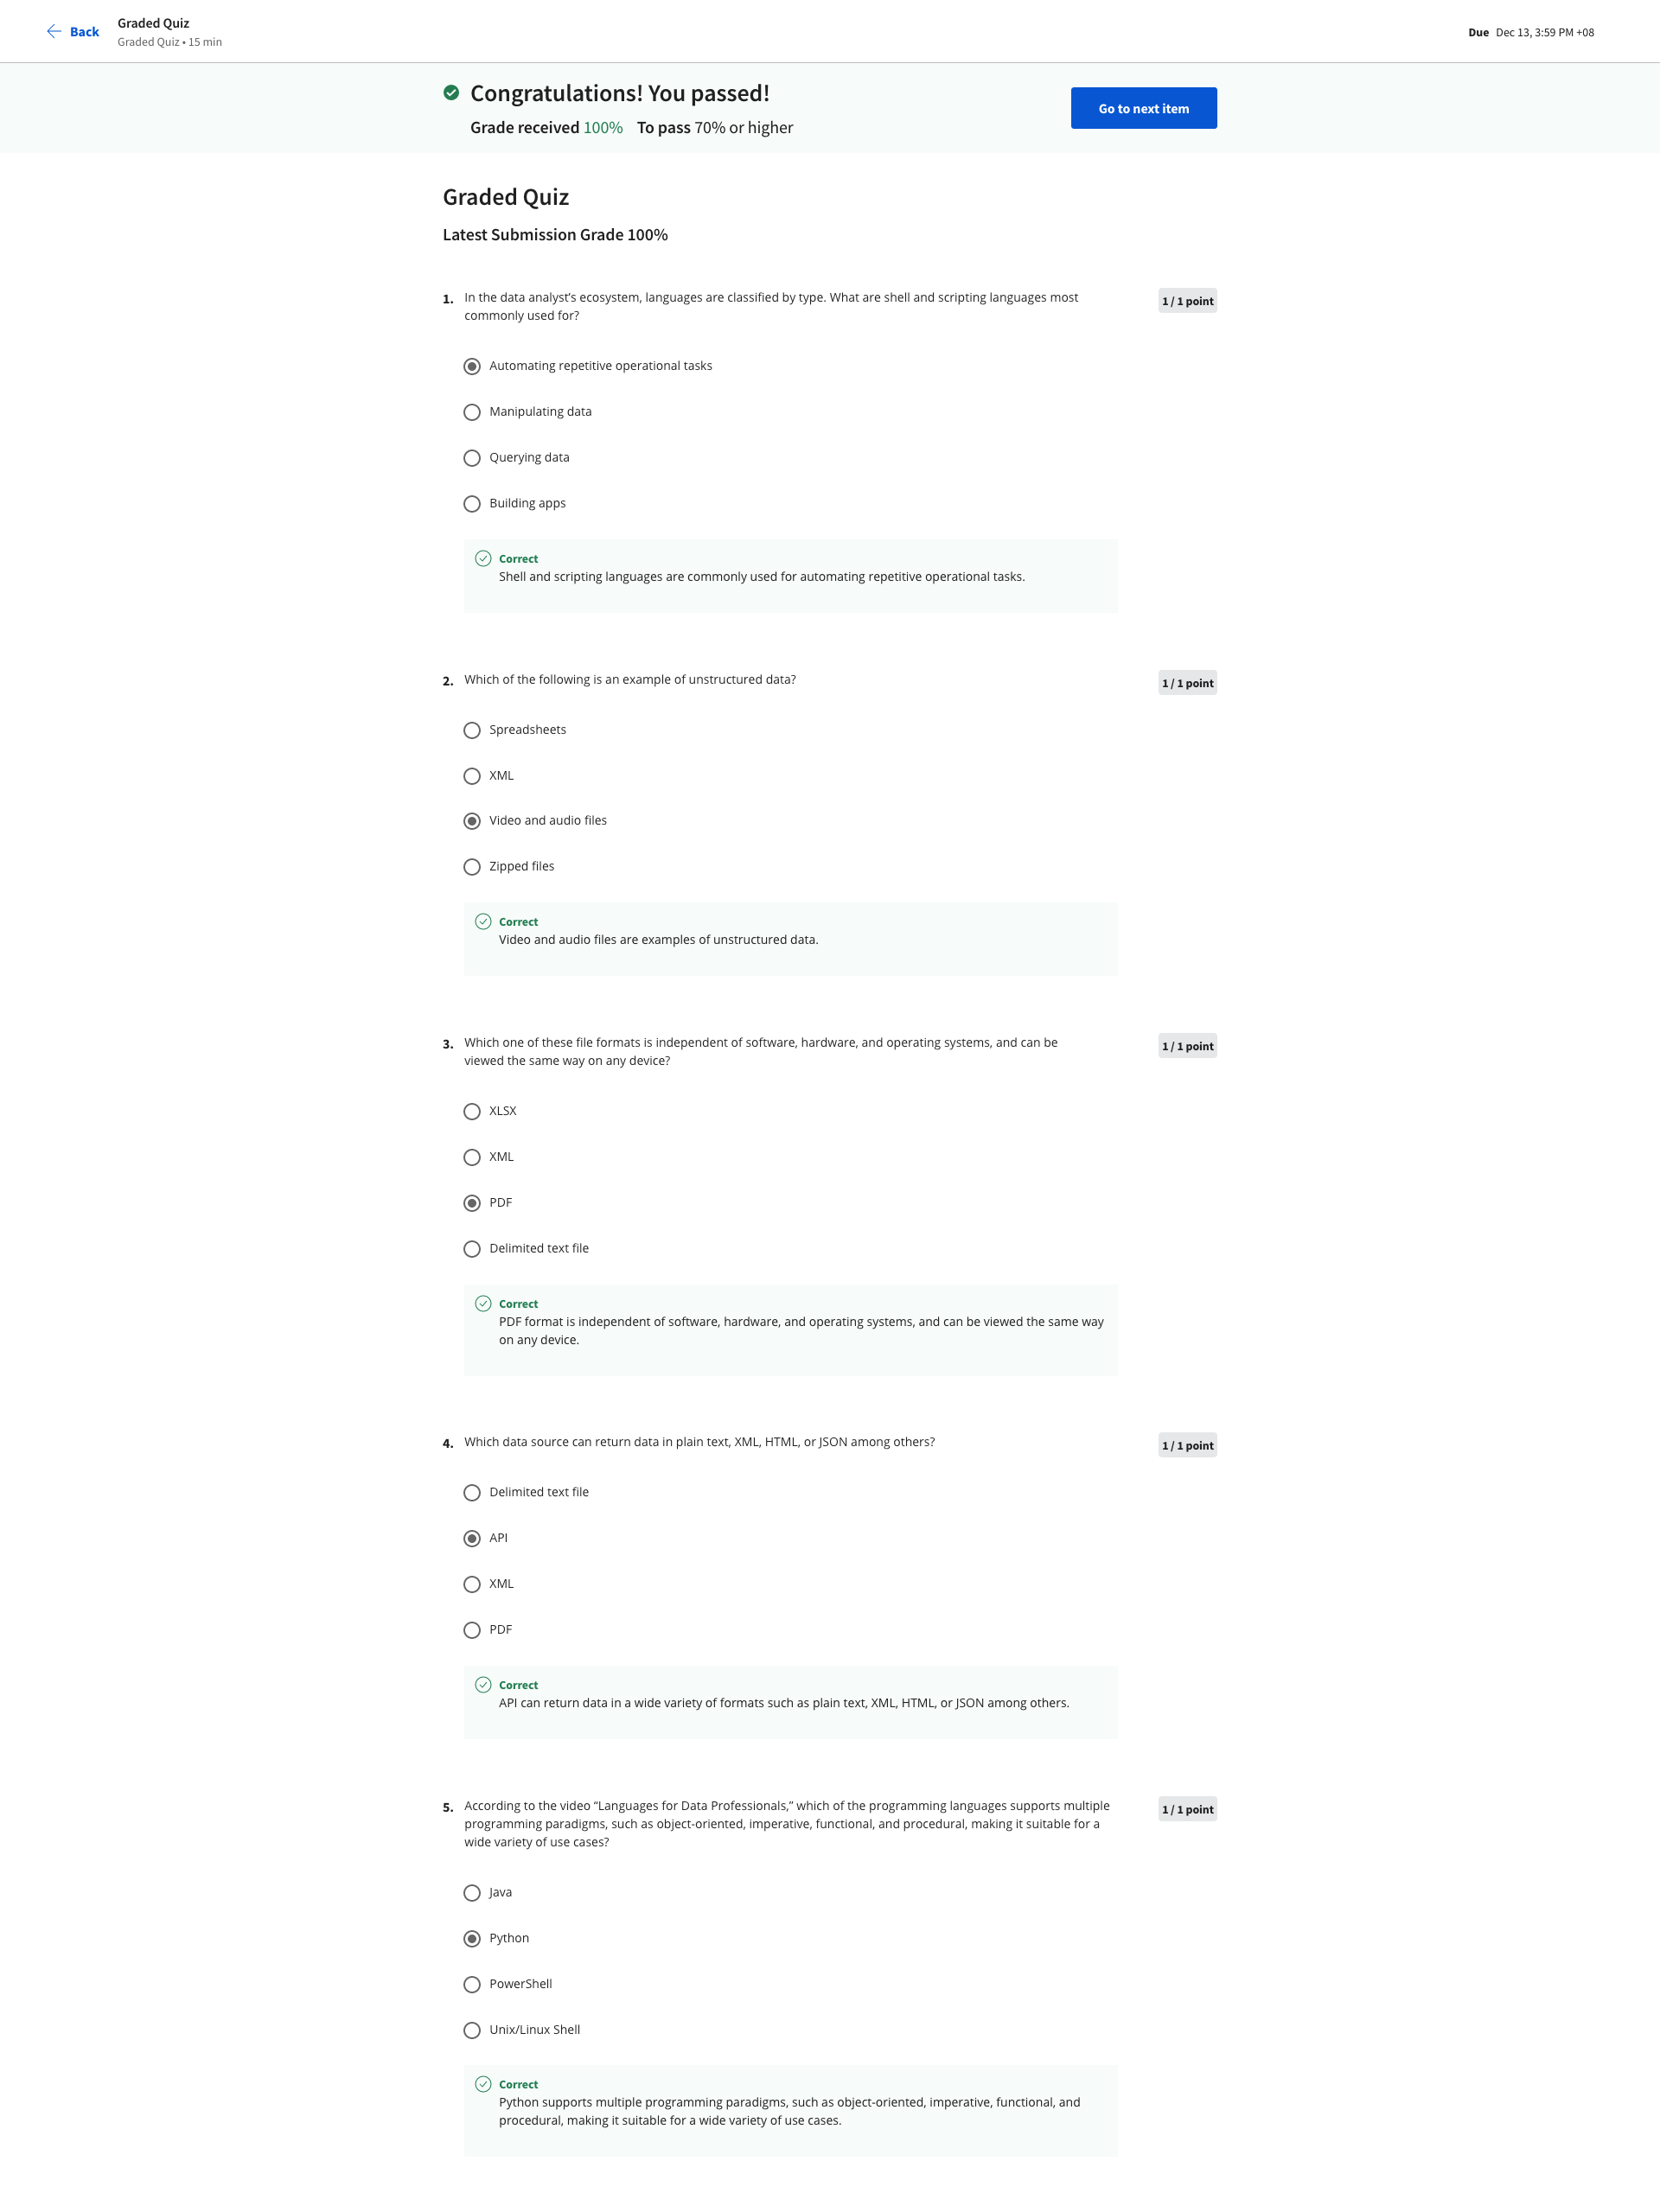 Back
Graded Quiz
Graded Quiz • 15 min
Due Dec 13, 3:59 PM +08
Congratulations! You passed!
Grade received 100% To pass 70% or higher
Go to next item
Graded Quiz
Latest Submission Grade 100%
1. In the data analyst’s ecosystem, languages are classified by type. What are shell and scripting languages most
commonly used for?
1 / 1 point
Automating repetitive operational tasks
Manipulating data
Querying data
Building apps
Correct
Shell and scripting languages are commonly used for automating repetitive operational tasks.
2. Which of the following is an example of unstructured data?
1 / 1 point
Spreadsheets
XML
Video and audio files
Zipped files
Correct
Video and audio files are examples of unstructured data.
3. Which one of these file formats is independent of software, hardware, and operating systems, and can be
viewed the same way on any device?
1 / 1 point
XLSX
XML
PDF
Delimited text file
Correct
PDF format is independent of software, hardware, and operating systems, and can be viewed the same way
on any device.
4. Which data source can return data in plain text, XML, HTML, or JSON among others?
1 / 1 point
Delimited text file
API
XML
PDF
Correct
API can return data in a wide variety of formats such as plain text, XML, HTML, or JSON among others.
5. According to the video “Languages for Data Professionals,” which of the programming languages supports multiple
programming paradigms, such as object-oriented, imperative, functional, and procedural, making it suitable for a
wide variety of use cases?
1 / 1 point
Java
Python
PowerShell
Unix/Linux Shell
Correct
Python supports multiple programming paradigms, such as object-oriented, imperative, functional, and
procedural, making it suitable for a wide variety of use cases.